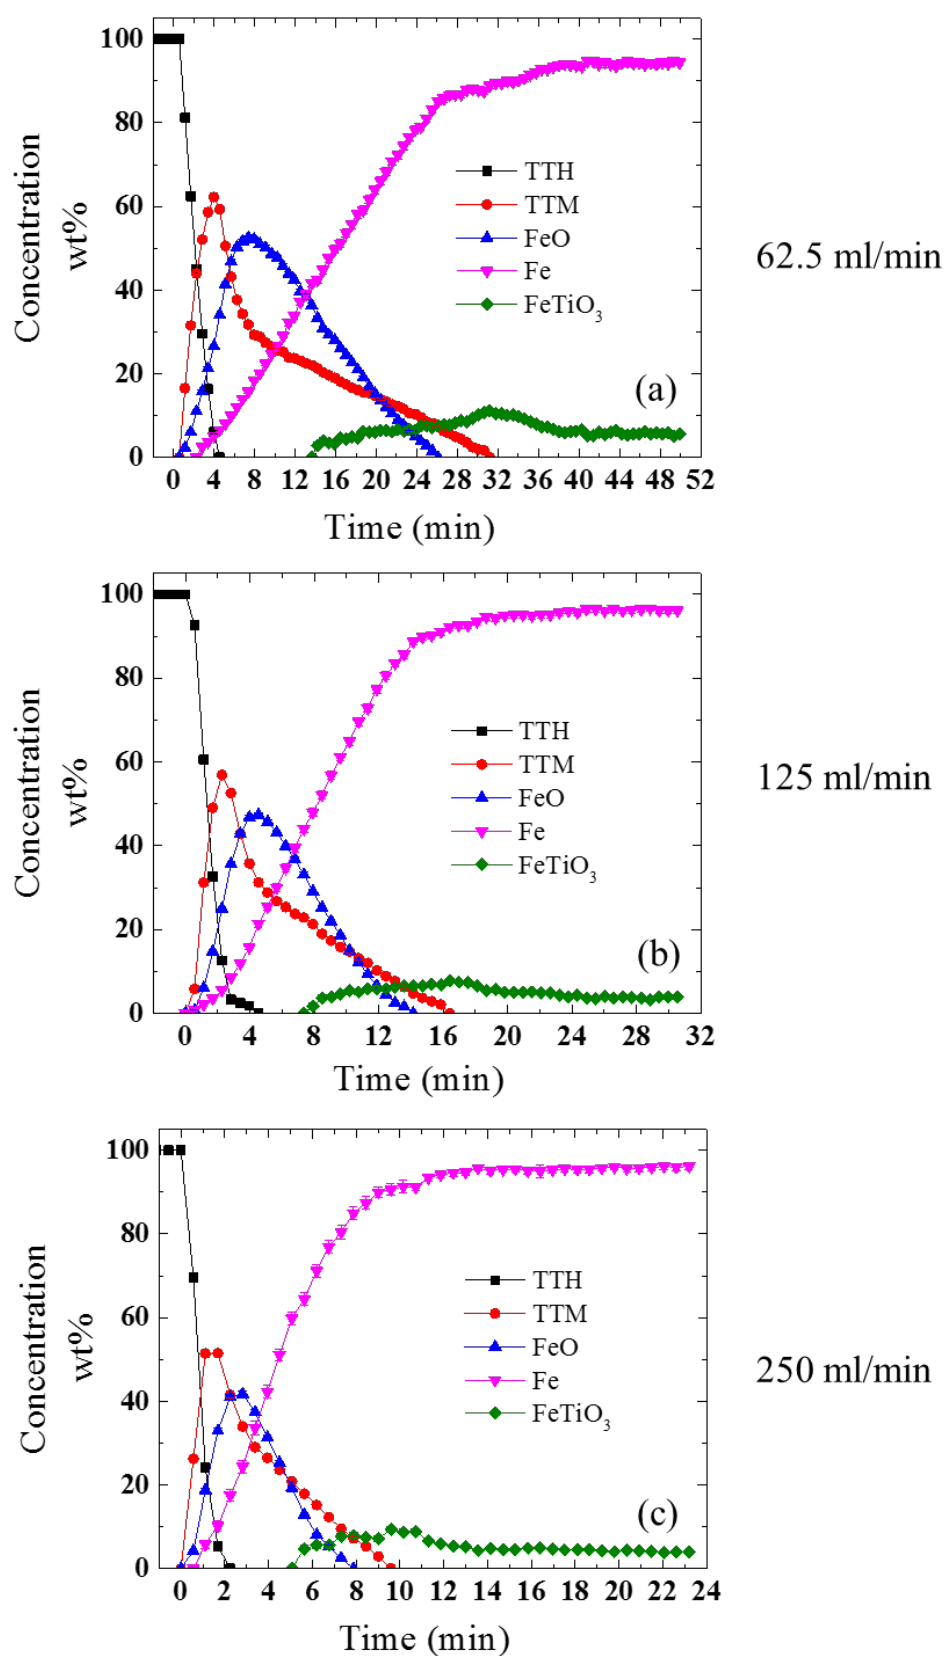 100
80
60
40
20
0
Concentration
wt%
TTH
TTM
FeO
Fe
FeTiO₃
(a)
62.5 ml/min
0 4 8 12 16 20 24 28 32 36 40 44 48 52
Time (min)
100
80
60
40
20
0
Concentration
wt%
TTH
TTM
FeO
Fe
FeTiO₃
(b)
125 ml/min
0 4 8 12 16 20 24 28 32
Time (min)
100
80
60
40
20
0
Concentration
wt%
TTH
TTM
FeO
Fe
FeTiO₃
(c)
250 ml/min
0 2 4 6 8 10 12 14 16 18 20 22 24
Time (min)